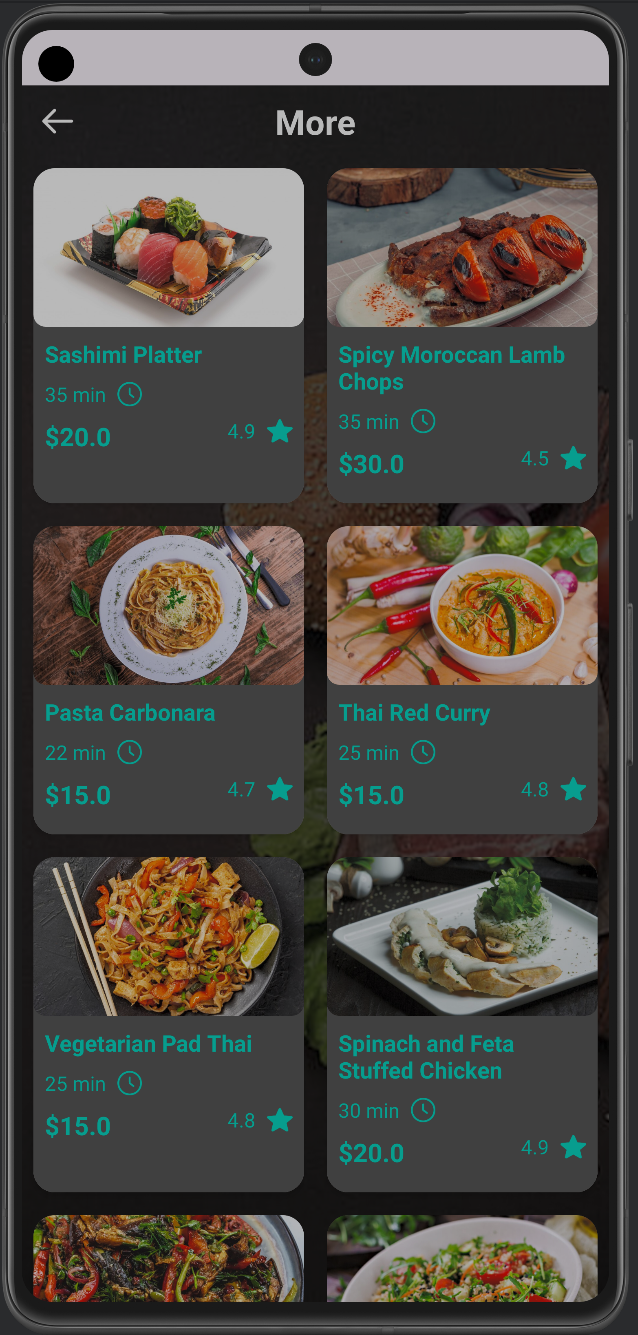 More
Sashimi Platter
35 min
$20.0
4.9
Spicy Moroccan Lamb
Chops
35 min
$30.0
4.5
Pasta Carbonara
22 min
$15.0
4.7
Thai Red Curry
25 min
$15.0
4.8
Vegetarian Pad Thai
25 min
$15.0
4.8
Spinach and Feta
Stuffed Chicken
30 min
$20.0
4.9